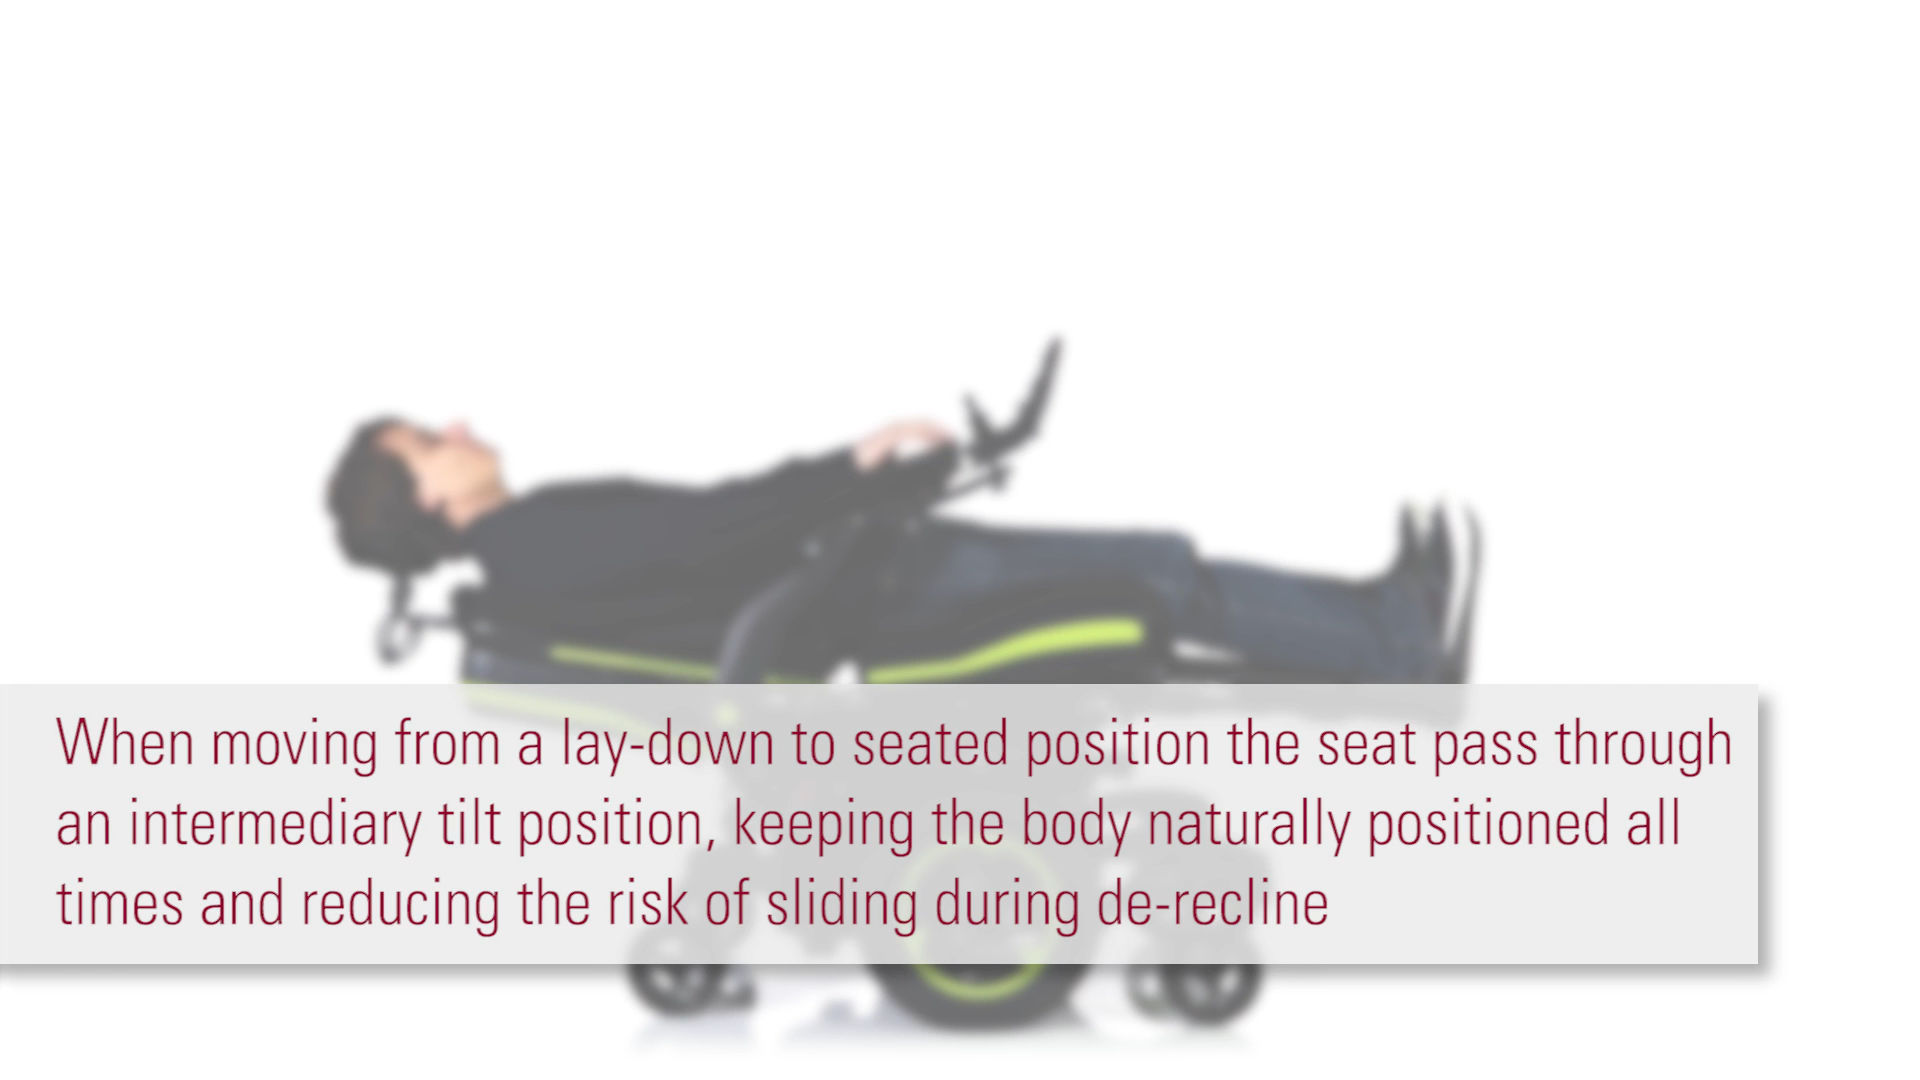 When moving from a lay-down to seated position the seat pass through
an intermediary tilt position, keeping the body naturally positioned all
times and reducing the risk of sliding during de-recline